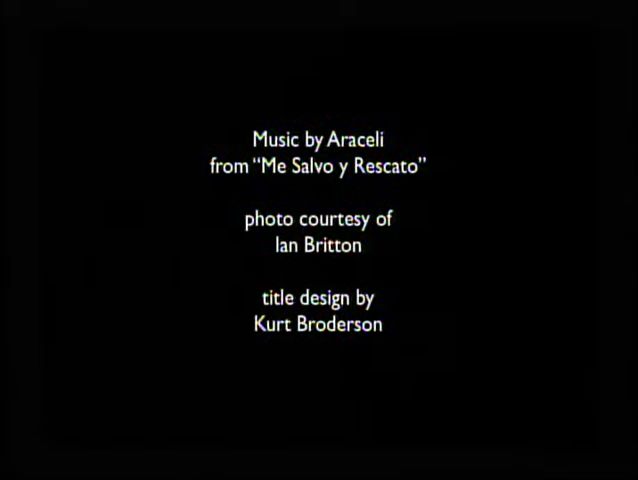 Music by Araceli
from “Me Salvo y Rescato”
photo courtesy of
Ian Britton
title design by
Kurt Broderson